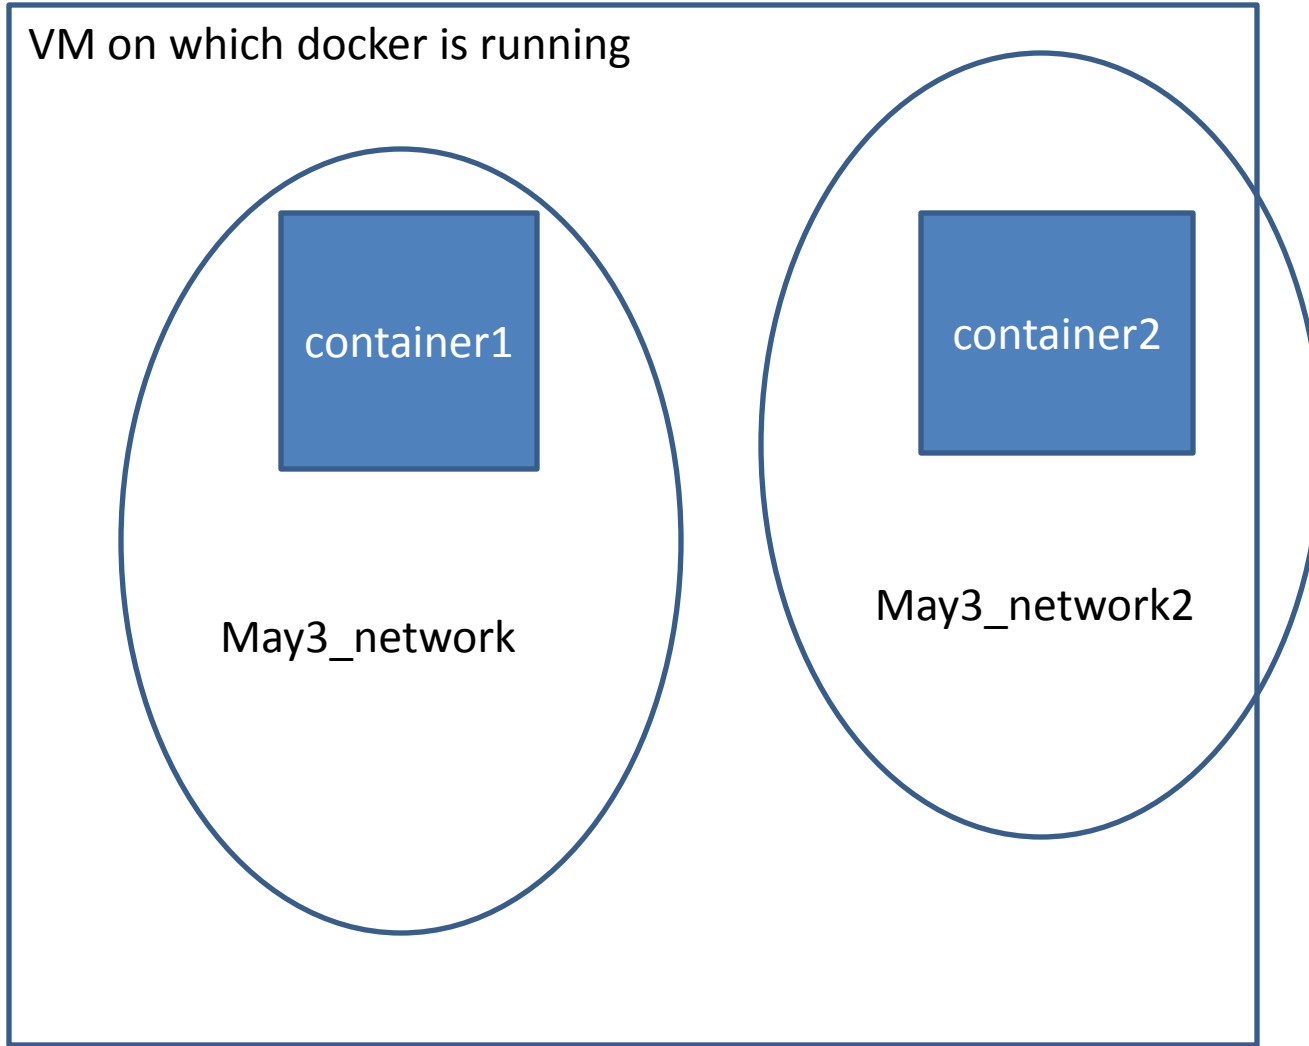 VM on which docker is running
container1
container2
May3_network
May3_network2